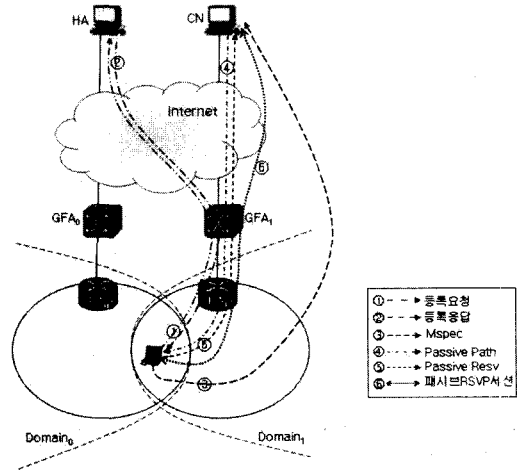 HA
CN
②
④
Internet
⑥
GFA₀
GFA₁
①
⑤
③
Domain₀
Domain₁
① 등록요청
② 등록응답
③ Mspec
④ Passive Path
⑤ Passive Resv
⑥ 패시브RSVP세션